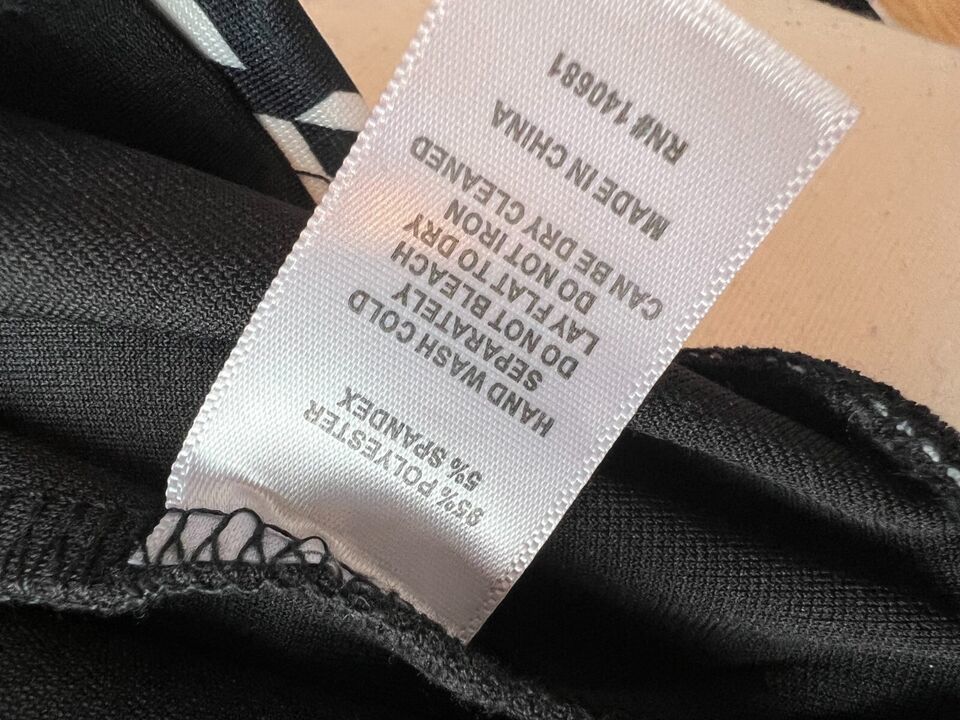 95% POLYESTER
5% SPANDEX
HAND WASH COLD
SEPARATELY
DO NOT BLEACH
LAY FLAT TO DRY
DO NOT IRON
CAN BE DRY CLEANED
MADE IN CHINA
RN# 140681